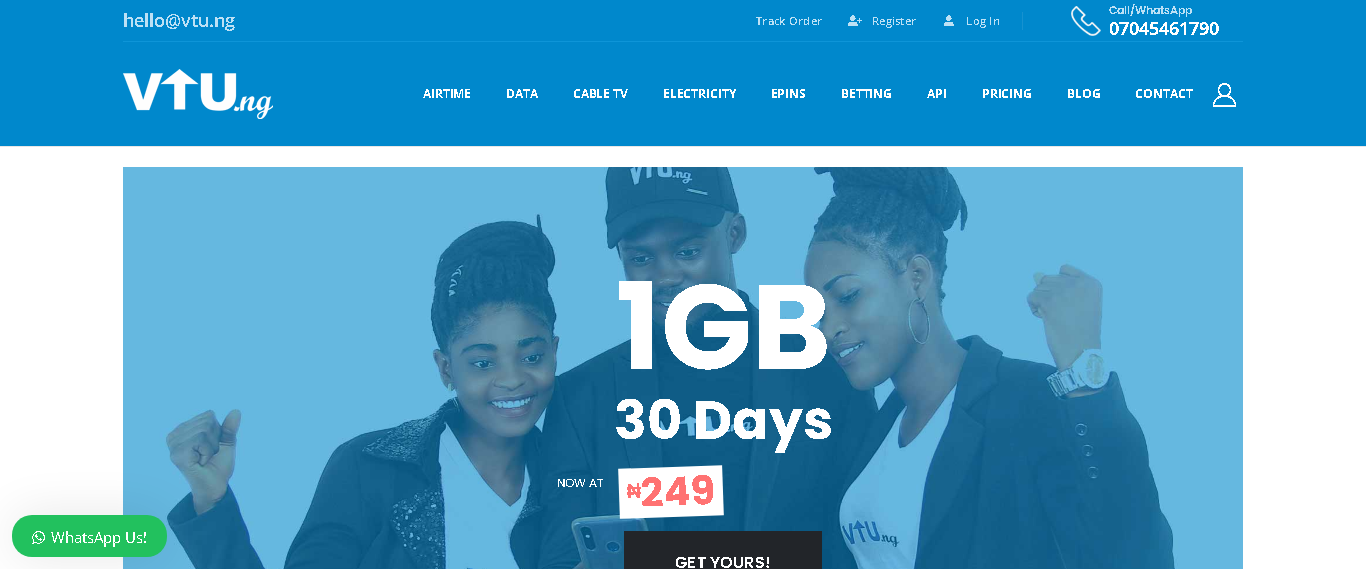 hello@vtu.ng
Track Order
Register
Log In
Call/WhatsApp
07045461790
VTU.ng
AIRTIME
DATA
CABLE TV
ELECTRICITY
EPINS
BETTING
API
PRICING
BLOG
CONTACT
VTU.ng
1GB
30 Days
NOW AT
₦249
VTU.ng
GET YOURS!
WhatsApp Us!